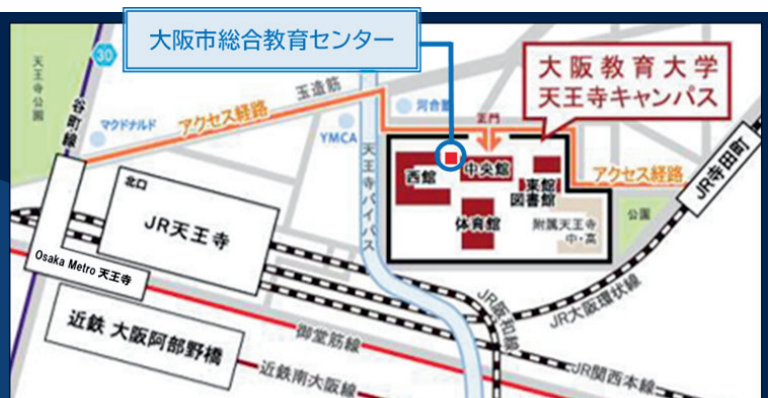 大阪市総合教育センター
30
天王寺公園
谷町線
マクドナルド
アクセス経路
玉造筋
河合塾
YMCA
天王寺バイパス
正門
大阪教育大学
天王寺キャンパス
西館
中央館
東館
図書館
体育館
附属天王寺
中・高
アクセス経路
公園
JR寺田町
北口
JR天王寺
Osaka Metro 天王寺
近鉄 大阪阿部野橋
御堂筋線
近鉄南大阪線
JR阪和線
JR大阪環状線
JR関西本線